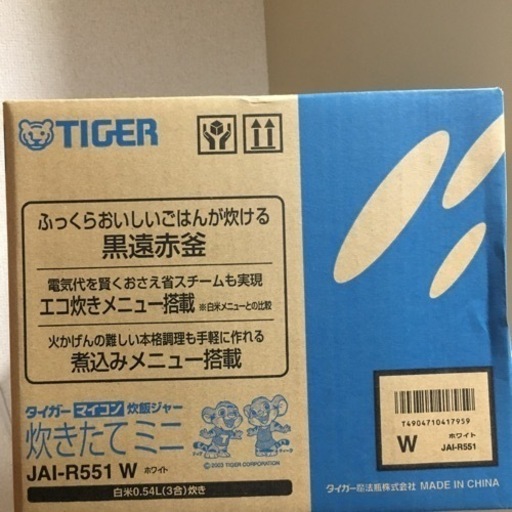 TIGER
ふっくらおいしいごはんが炊ける
黒遠赤釜
電気代を賢くおさえ省スチームも実現
エコ炊きメニュー搭載 ※白米メニューとの比較
火かげんの難しい本格調理も手軽に作れる
煮込みメニュー搭載
タイガー マイコン 炊飯ジャー
炊きたて ミニ
JAI-R551 W ホワイト
©2003 TIGER CORPORATION
白米0.54L(3合)炊き
T4904710417959
W ホワイト
JAI-R551
タイガー魔法瓶株式会社 MADE IN CHINA